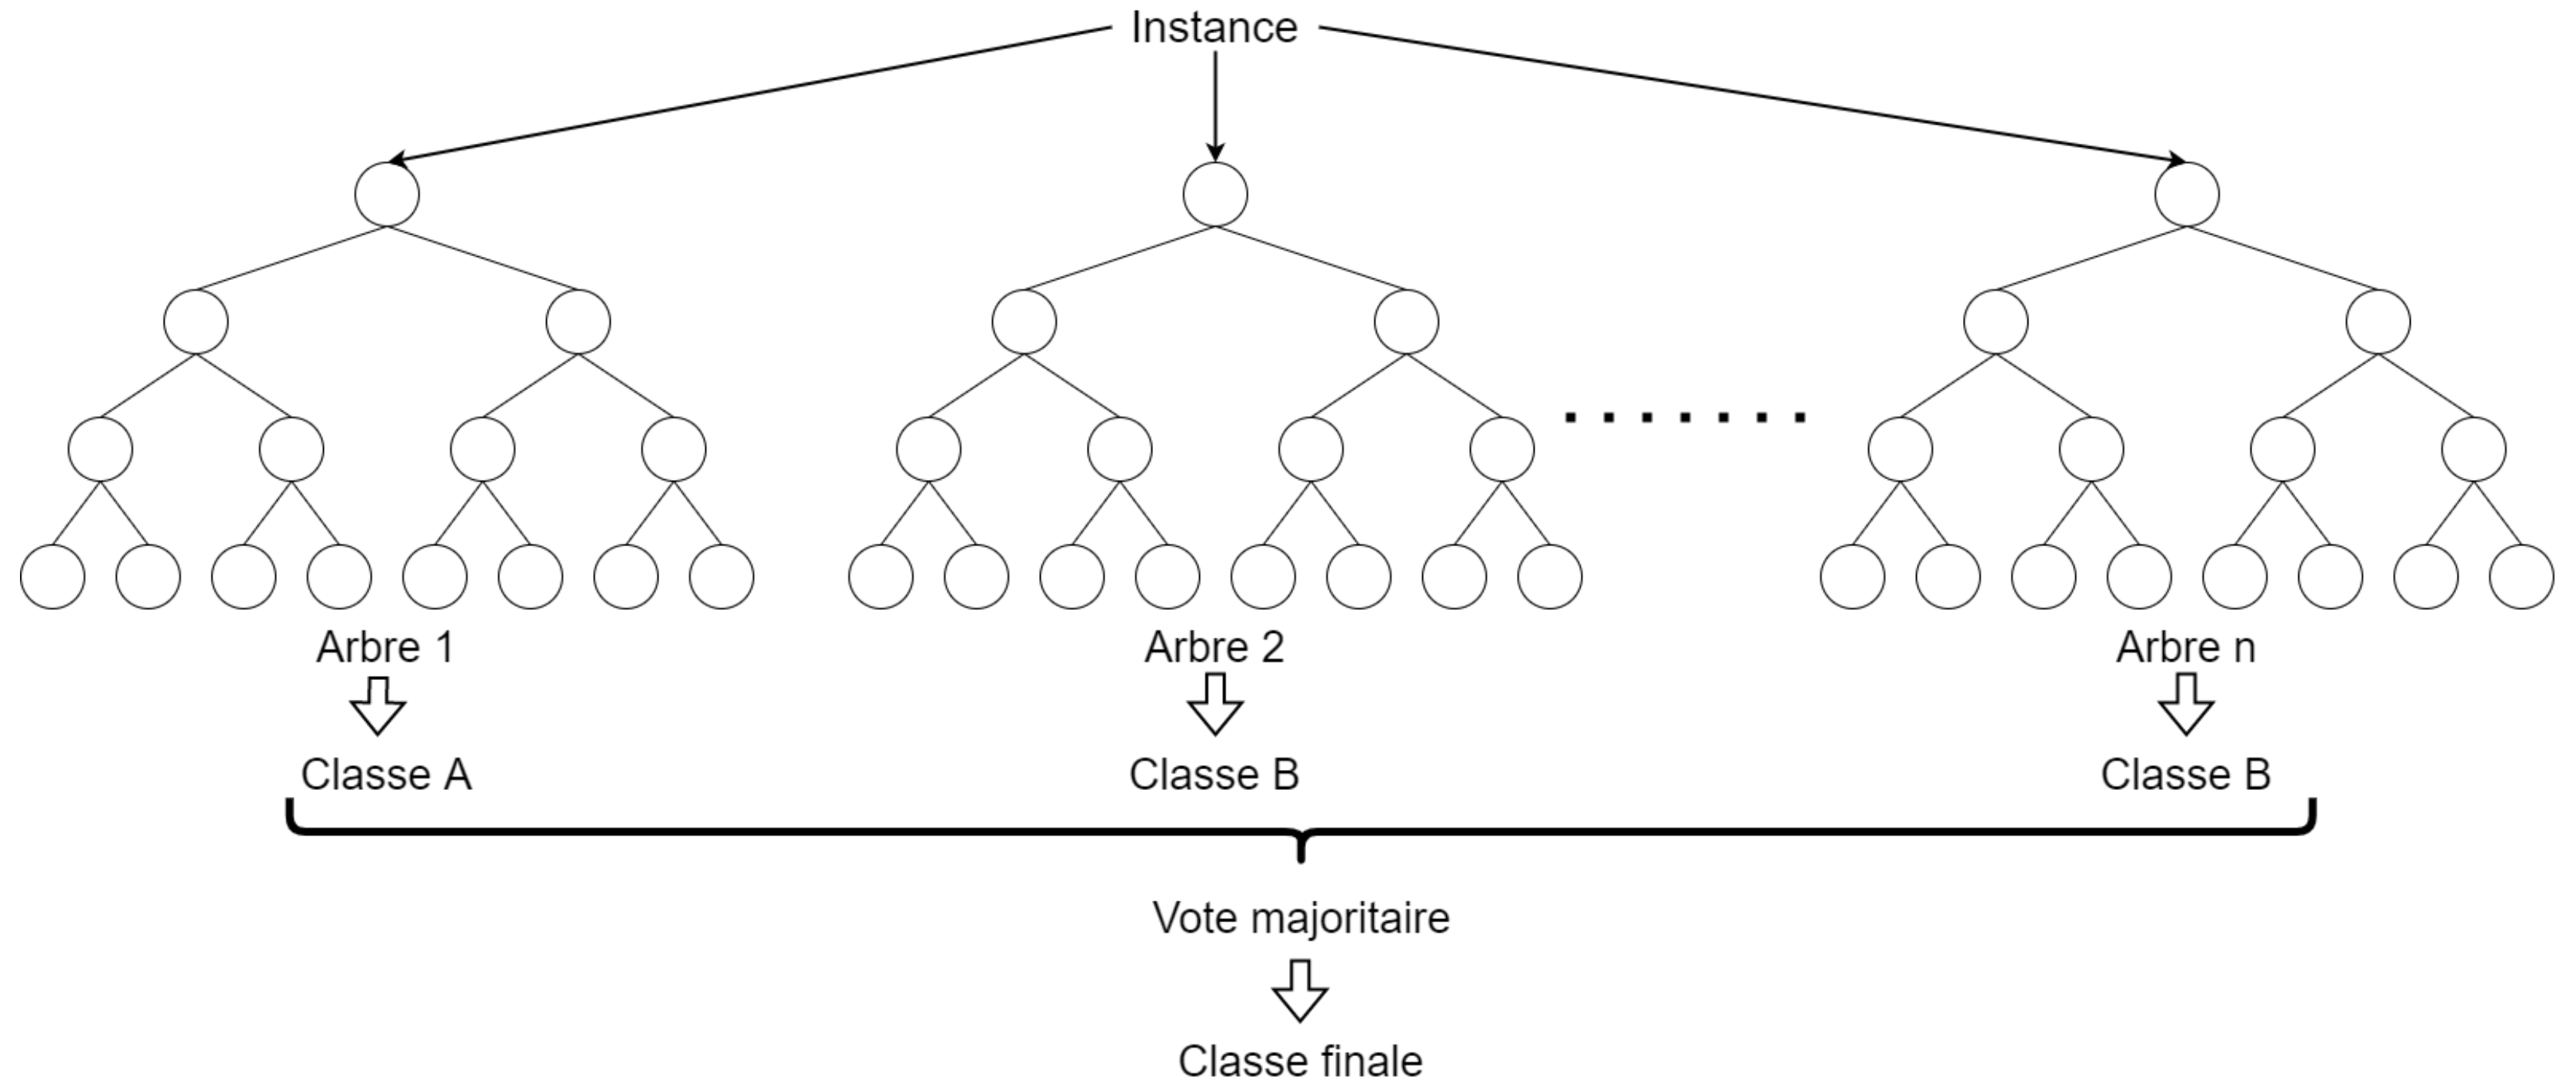 Instance
Arbre 1
Arbre 2
Arbre n
Classe A
Classe B
Classe B
Vote majoritaire
Classe finale